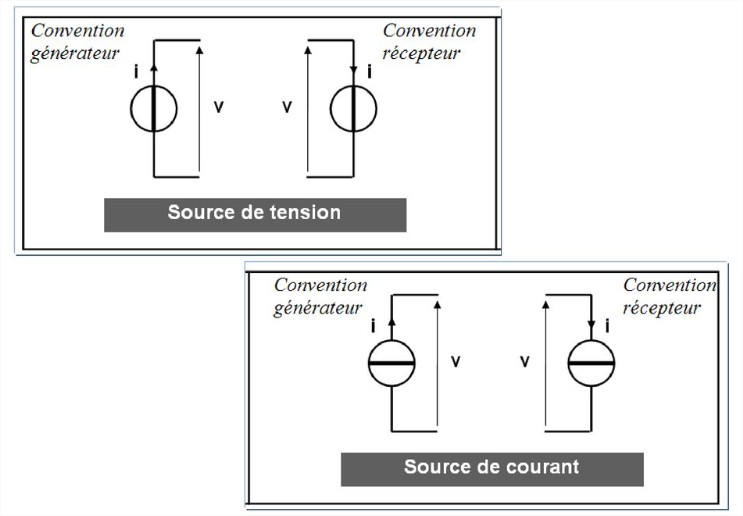 Convention
générateur
Convention
récepteur
i
v
v
i
Source de tension
Convention
générateur
Convention
récepteur
i
v
v
i
Source de courant